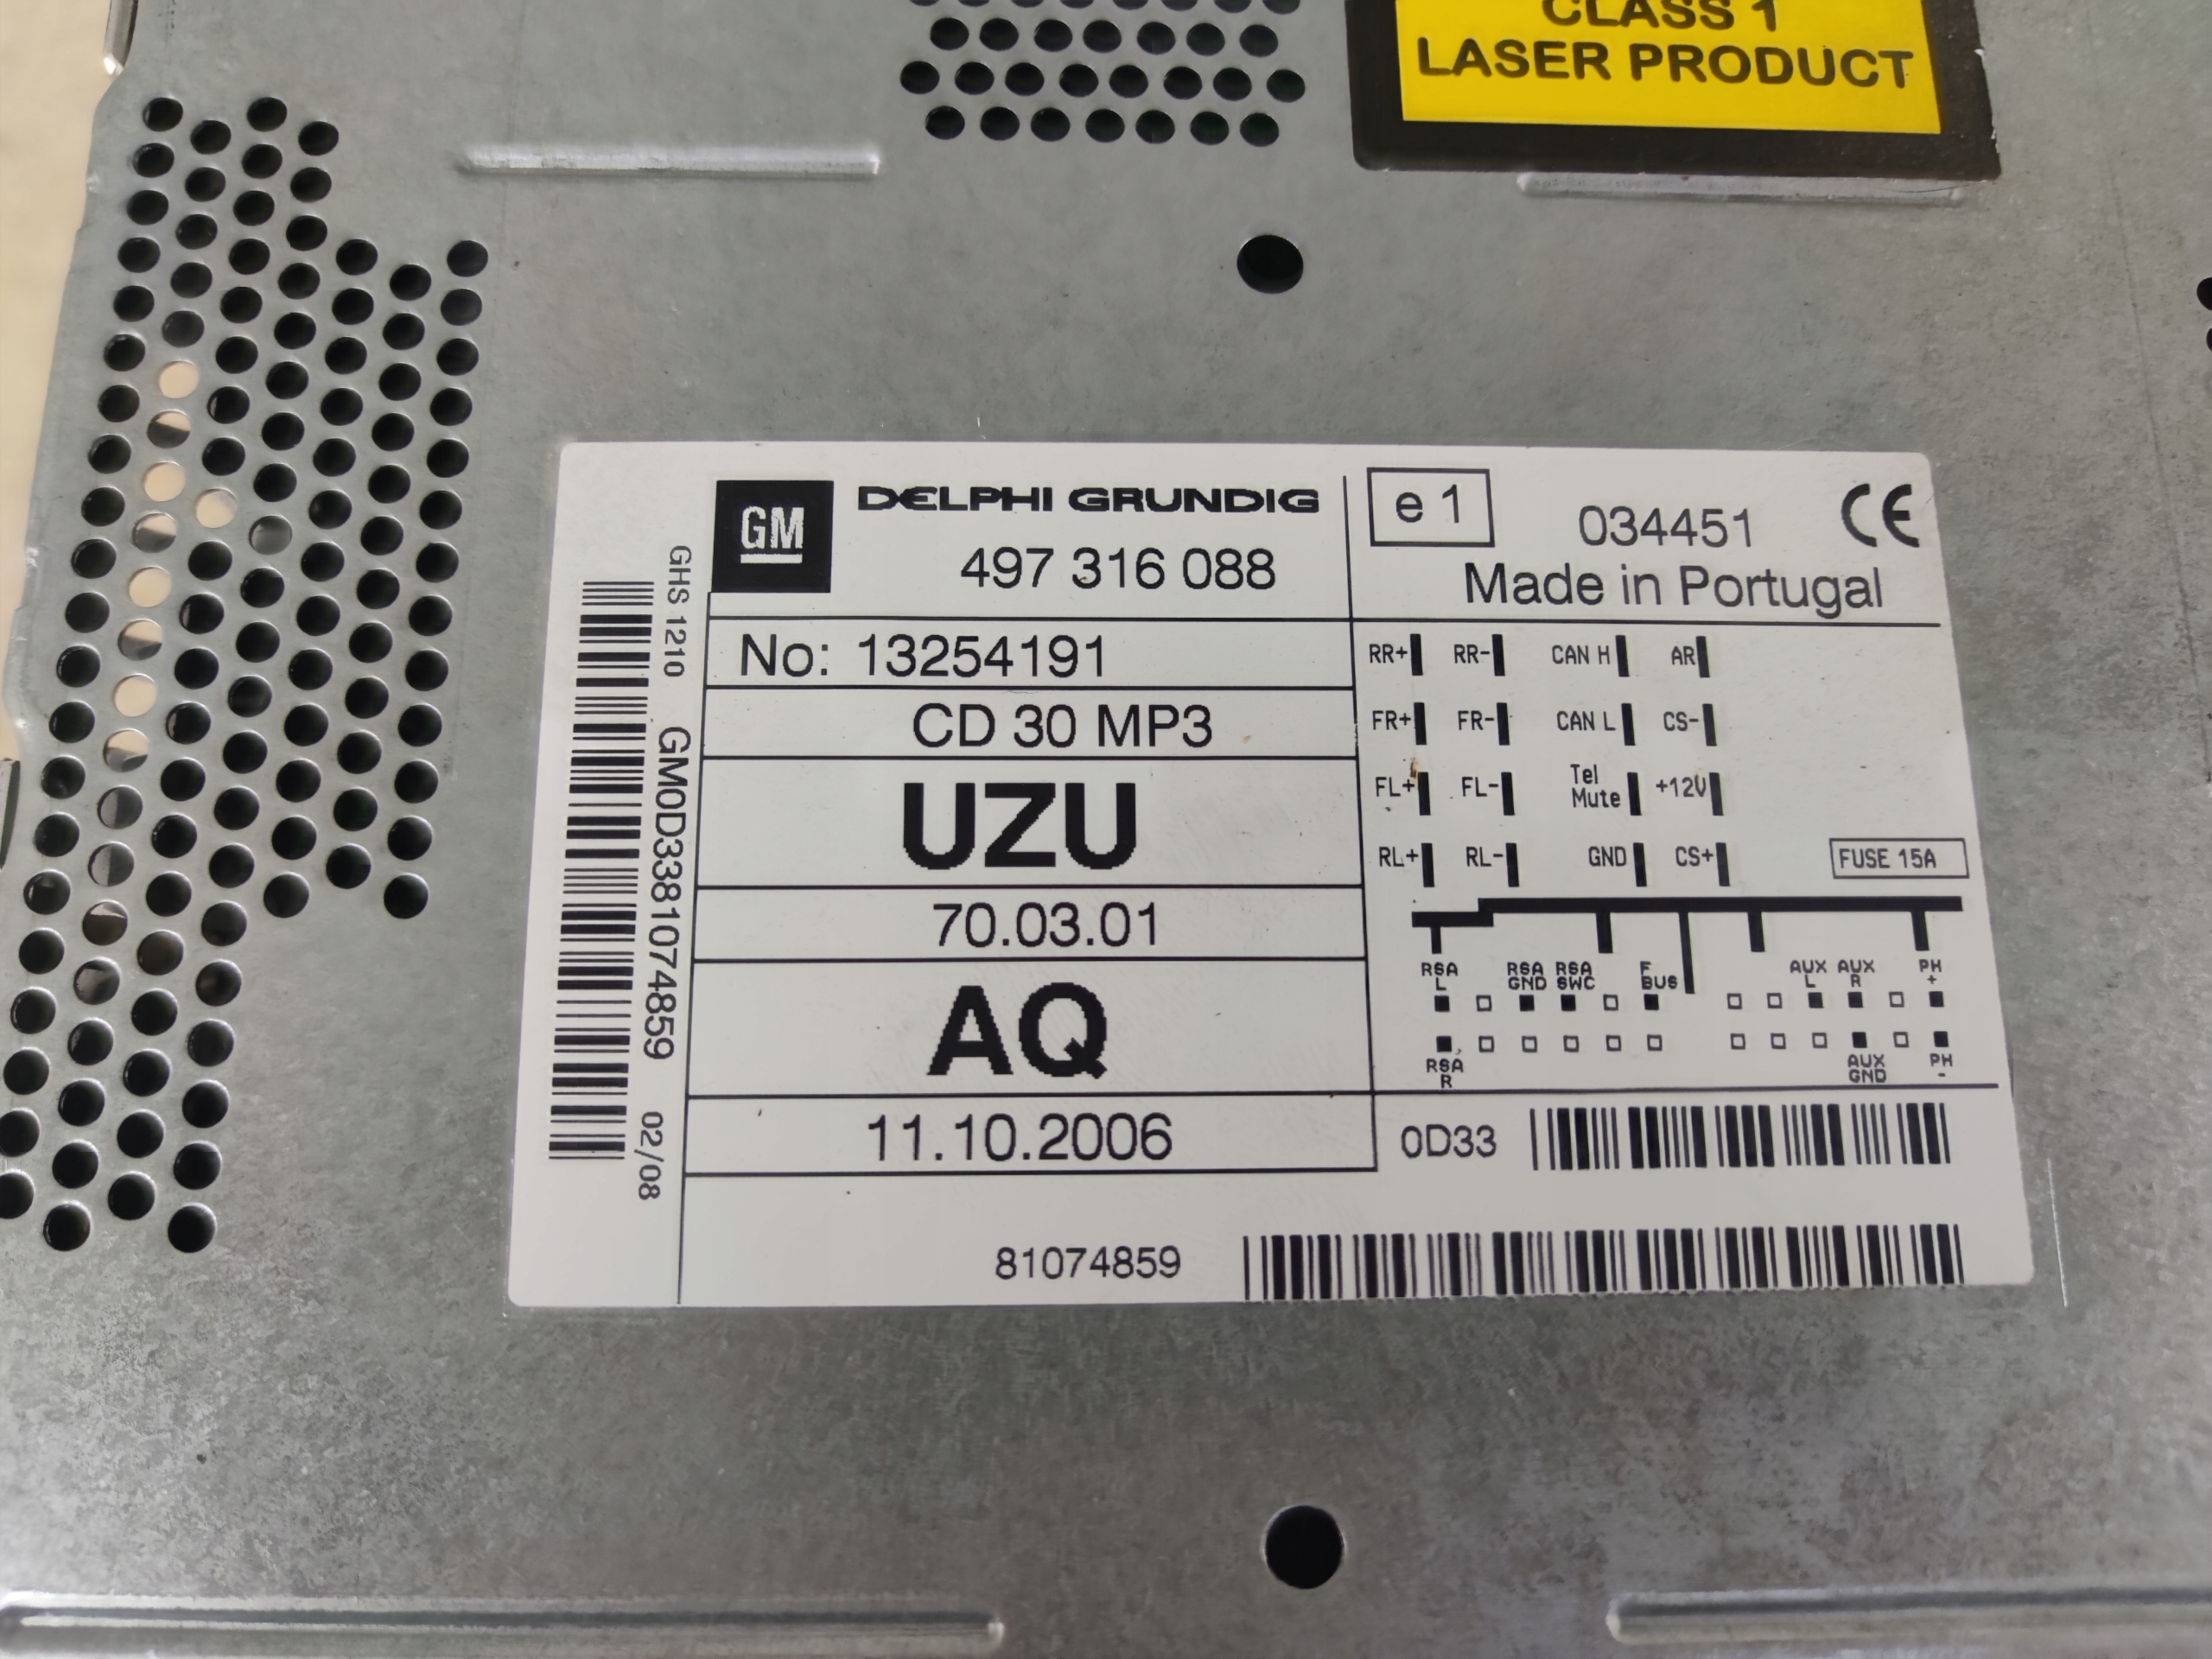 CLASS 1
LASER PRODUCT
GM
DELPHI GRUNDIG
497 316 088
e 1
034451
CE
Made in Portugal
No: 13254191
CD 30 MP3
UZU
70.03.01
AQ
11.10.2006
GHS 1210 GM0D3381074859 02/08
RR+ RR- CAN H AR
FR+ FR- CAN L CS-
FL+ FL- Tel Mute +12V
RL+ RL- GND CS+
FUSE 15A
RSA L RSA GND RSA SWC F BUS AUX L AUX R PH +
RSA R AUX GND PH -
0D33
81074859